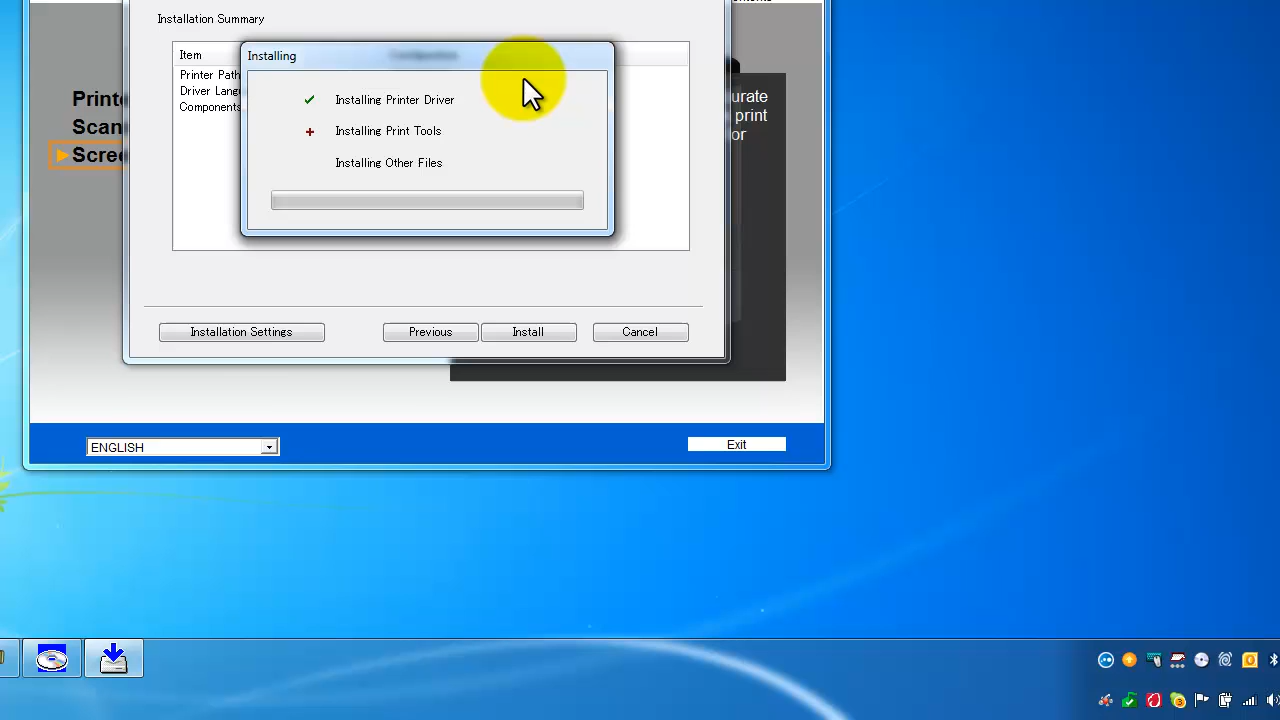 Installation Summary
Item
Installing
Printer Path
Driver Lang
Components
Installing Printer Driver
Installing Print Tools
Installing Other Files
Printe
Scan
Scree
urate
print
or
Installation Settings
Previous
Install
Cancel
ENGLISH
Exit